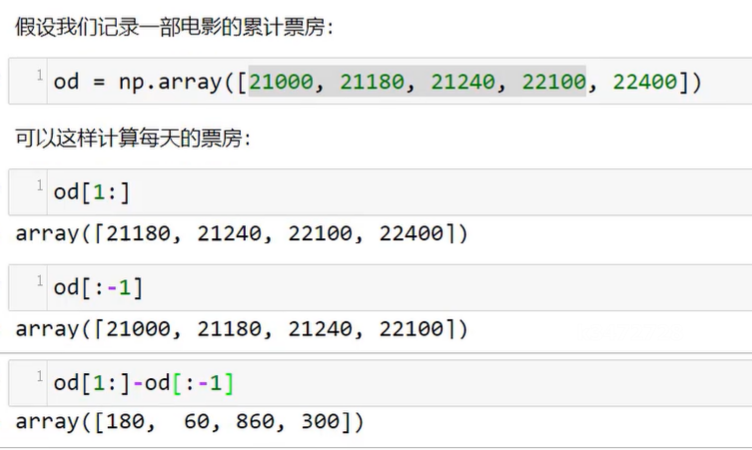 假设我们记录一部电影的累计票房：
1 od = np.array([21000, 21180, 21240, 22100, 22400])
可以这样计算每天的票房：
1 od[1:]
array([21180, 21240, 22100, 22400])
1 od[:-1]
array([21000, 21180, 21240, 22100])
1 od[1:]-od[:-1]
array([180,  60, 860, 300])